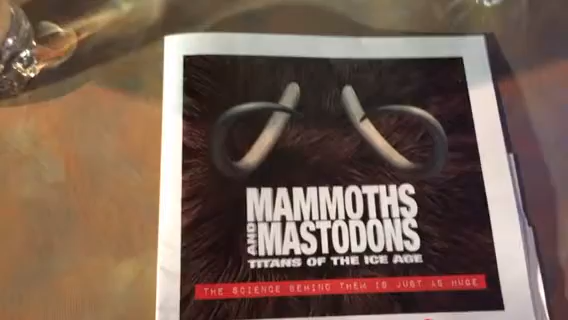 MAMMOTHS
AND MASTODONS
TITANS OF THE ICE AGE
THE SCIENCE BEHIND THEM IS JUST AS HUGE